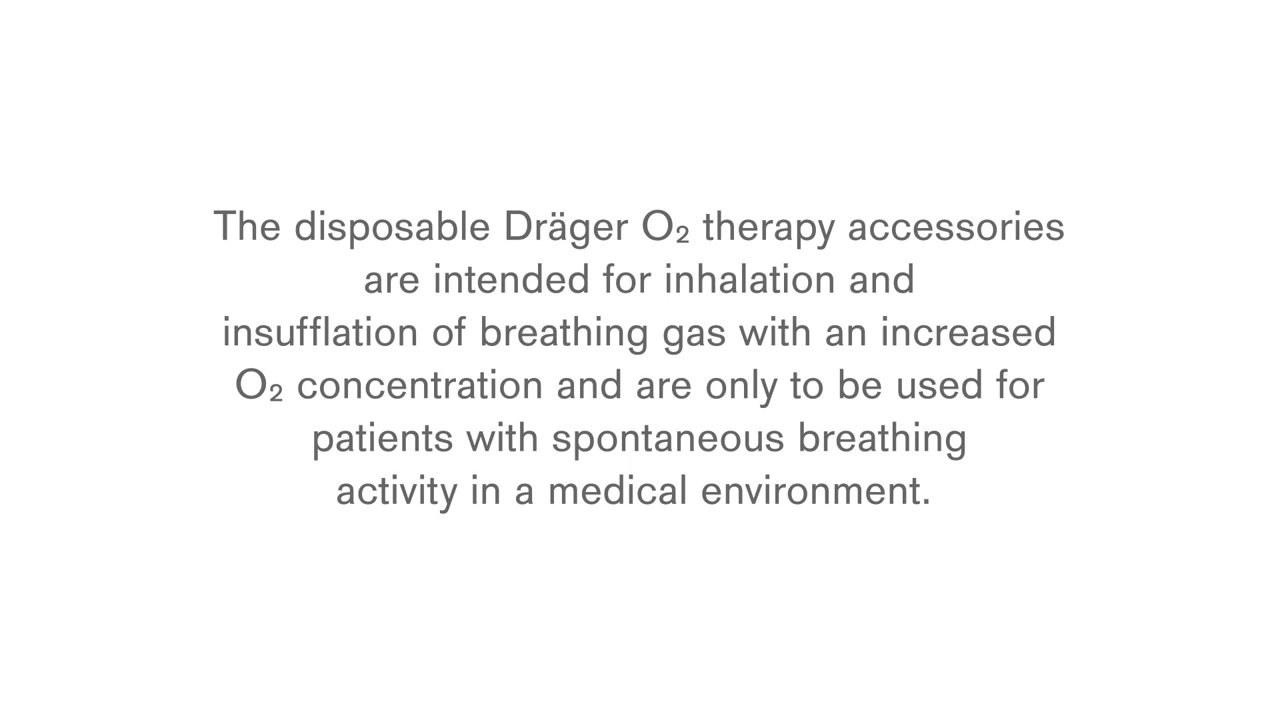 The disposable Dräger O₂ therapy accessories
are intended for inhalation and
insufflation of breathing gas with an increased
O₂ concentration and are only to be used for
patients with spontaneous breathing
activity in a medical environment.